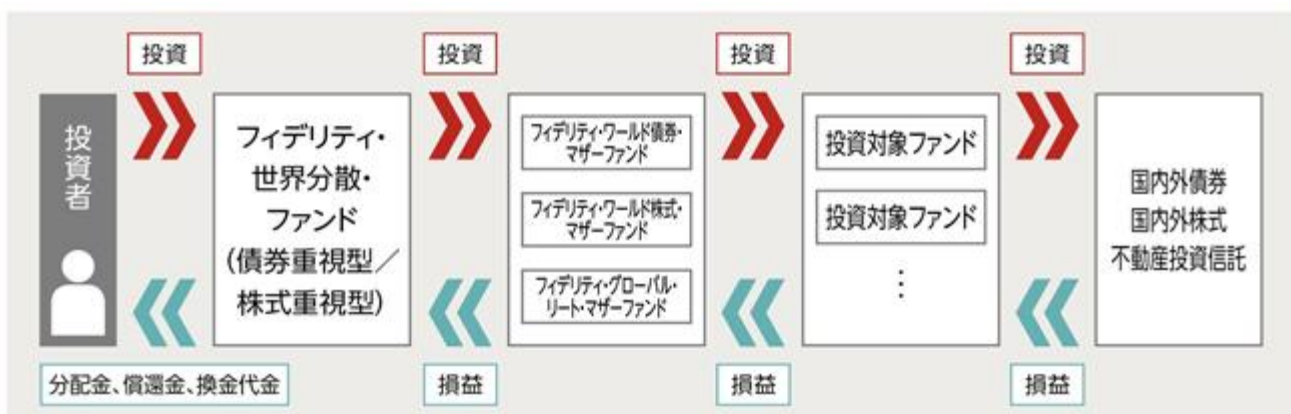 投資
投資
投資
投資
投資者
フィデリティ・
世界分散・
ファンド
(債券重視型／
株式重視型)
フィデリティ・ワールド債券・
マザーファンド
フィデリティ・ワールド株式・
マザーファンド
フィデリティ・グローバル・
リート・マザーファンド
投資対象ファンド
投資対象ファンド
⋮
国内外債券
国内外株式
不動産投資信託
分配金、償還金、換金代金
損益
損益
損益